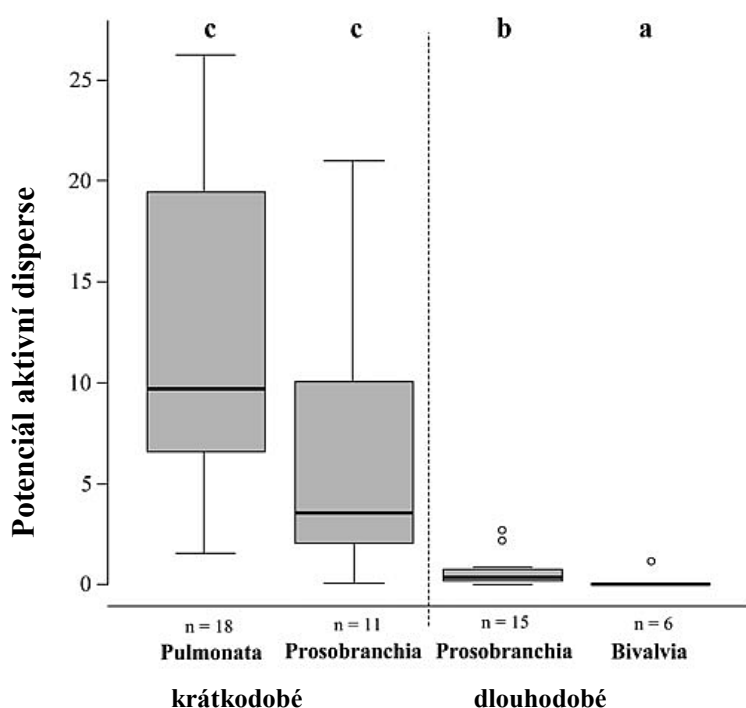 c c b a
Potenciál aktivní disperse
25
20
15
10
5
0
n = 18 n = 11 n = 15 n = 6
Pulmonata Prosobranchia Prosobranchia Bivalvia
krátkodobé dlouhodobé